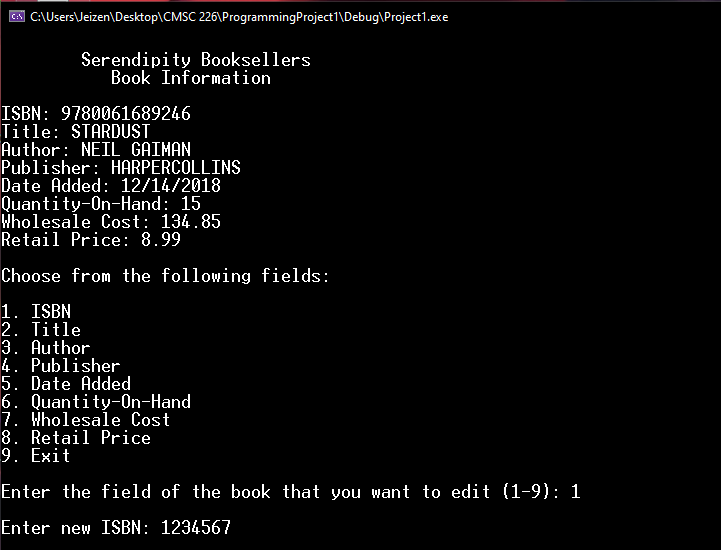 C:\Users\Jeizen\Desktop\CMSC 226\ProgrammingProject1\Debug\Project1.exe
Serendipity Booksellers
Book Information
ISBN: 9780061689246
Title: STARDUST
Author: NEIL GAIMAN
Publisher: HARPERCOLLINS
Date Added: 12/14/2018
Quantity-On-Hand: 15
Wholesale Cost: 134.85
Retail Price: 8.99
Choose from the following fields:
1. ISBN
2. Title
3. Author
4. Publisher
5. Date Added
6. Quantity-On-Hand
7. Wholesale Cost
8. Retail Price
9. Exit
Enter the field of the book that you want to edit (1-9): 1
Enter new ISBN: 1234567